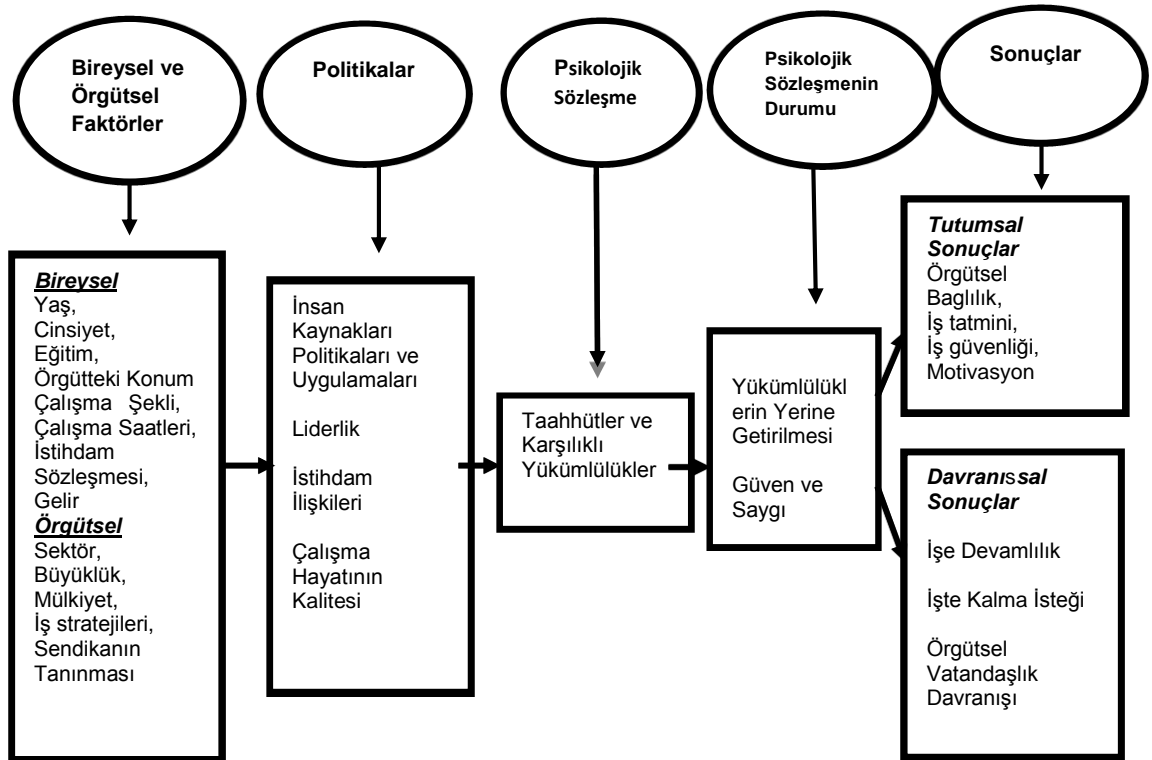 Bireysel ve
Örgütsel
Faktörler
Politikalar
Psikolojik
Sözleşme
Psikolojik
Sözleşmenin
Durumu
Sonuçlar
Bireysel
Yaş,
Cinsiyet,
Eğitim,
Örgütteki Konum
Çalışma Şekli,
Çalışma Saatleri,
İstihdam
Sözleşmesi,
Gelir
Örgütsel
Sektör,
Büyüklük,
Mülkiyet,
İş stratejileri,
Sendikanın
Tanınması
İnsan
Kaynakları
Politikaları ve
Uygulamaları
Liderlik
İstihdam
İlişkileri
Çalışma
Hayatının
Kalitesi
Taahhütler ve
Karşılıklı
Yükümlülükler
Yükümlülükl
erin Yerine
Getirilmesi
Güven ve
Saygı
Tutumsal
Sonuçlar
Örgütsel
Baglılık,
İş tatmini,
İş güvenliği,
Motivasyon
Davranıssal
Sonuçlar
İşe Devamlılık
İşte Kalma İsteği
Örgütsel
Vatandaşlık
Davranışı